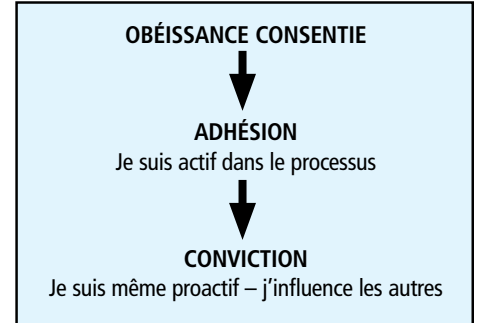 OBÉISSANCE CONSENTIE
ADHÉSION
Je suis actif dans le processus
CONVICTION
Je suis même proactif – j’influence les autres